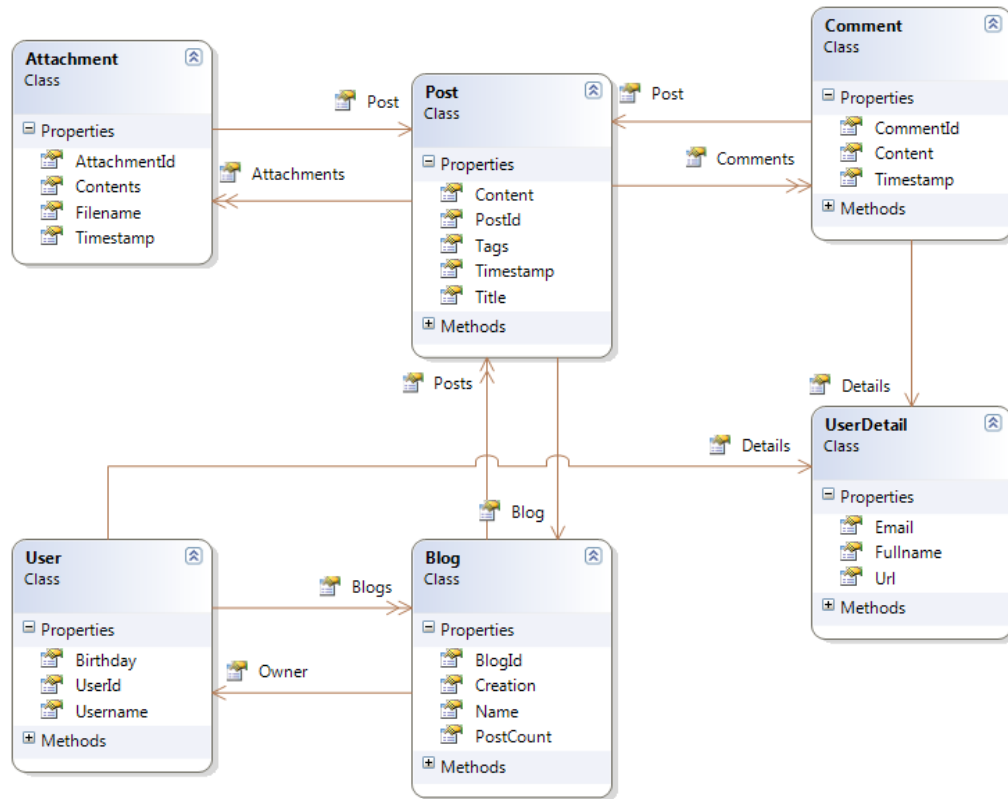 Attachment
Class
Properties
AttachmentId
Contents
Filename
Timestamp
Post
Attachments
Post
Class
Properties
Content
PostId
Tags
Timestamp
Title
Methods
Post
Comments
Comment
Class
Properties
CommentId
Content
Timestamp
Methods
Posts
Details
Details
Blog
UserDetail
Class
Properties
Email
Fullname
Url
Methods
User
Class
Properties
Birthday
UserId
Username
Methods
Blogs
Owner
Blog
Class
Properties
BlogId
Creation
Name
PostCount
Methods